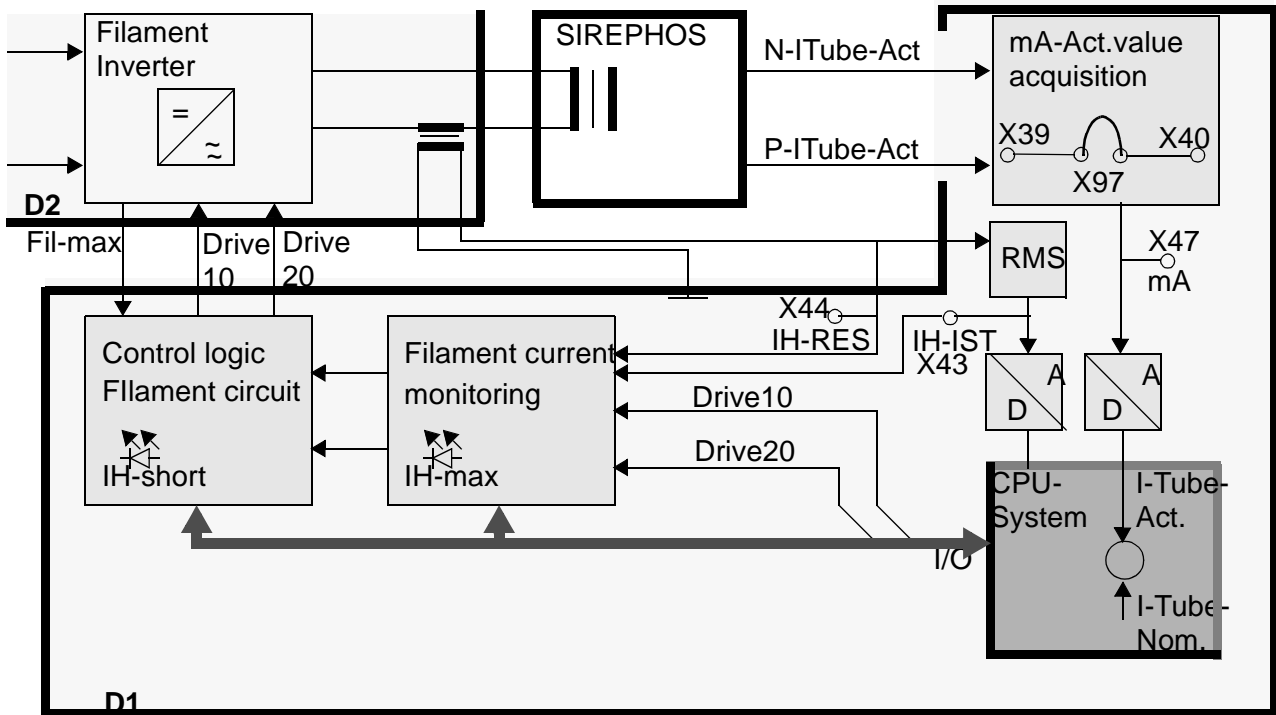 Filament
Inverter
=
≈
D2
SIREPHOS
N-ITube-Act
P-ITube-Act
mA-Act.value
acquisition
X39
X40
X97
Fil-max
Drive
10
Drive
20
RMS
X47
mA
X44
IH-RES
IH-IST
X43
Control logic
FIlament circuit
IH-short
Filament current
monitoring
IH-max
Drive10
Drive20
A
D
A
D
CPU-
System
I-Tube-
Act.
I/O
I-Tube-
Nom.
D1